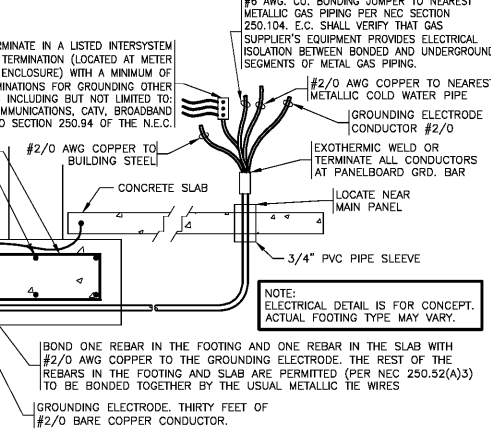 #6 AWG. CU. BONDING JUMPER TO NEAREST
METALLIC GAS PIPING PER NEC SECTION
250.104. E.C. SHALL VERIFY THAT GAS
SUPPLIER'S EQUIPMENT PROVIDES ELECTRICAL
ISOLATION BETWEEN BONDED AND UNDERGROUND
SEGMENTS OF METAL GAS PIPING.
IN A LISTED INTERSYSTEM
TERMINATION (LOCATED AT METER
ENCLOSURE) WITH A MINIMUM OF
FOR GROUNDING OTHER
INCLUDING BUT NOT LIMITED TO:
CATV, BROADBAND
SECTION 250.94 OF THE N.E.C.
#2/0 AWG COPPER TO NEAREST
METALLIC COLD WATER PIPE
GROUNDING ELECTRODE
CONDUCTOR #2/0
#2/0 AWG COPPER TO
BUILDING STEEL
EXOTHERMIC WELD OR
TERMINATE ALL CONDUCTORS
AT PANELBOARD GRD. BAR
CONCRETE SLAB
LOCATE NEAR
MAIN PANEL
3/4" PVC PIPE SLEEVE
NOTE:
ELECTRICAL DETAIL IS FOR CONCEPT.
ACTUAL FOOTING TYPE MAY VARY.
BOND ONE REBAR IN THE FOOTING AND ONE REBAR IN THE SLAB WITH
#2/0 AWG COPPER TO THE GROUNDING ELECTRODE. THE REST OF THE
REBARS IN THE FOOTING AND SLAB ARE PERMITTED (PER NEC 250.52(A)3)
TO BE BONDED TOGETHER BY THE USUAL METALLIC TIE WIRES
GROUNDING ELECTRODE. THIRTY FEET OF
#2/0 BARE COPPER CONDUCTOR.